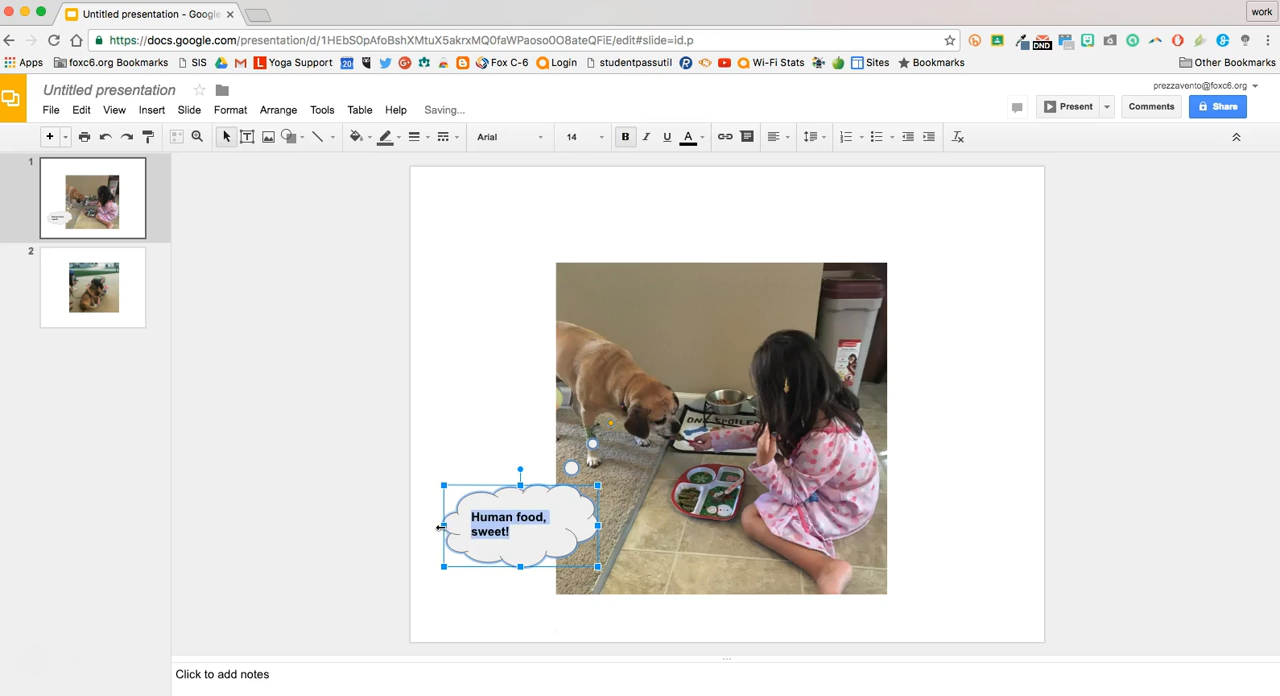 Untitled presentation - Google
work
https://docs.google.com/presentation/d/1HEbS0pAfoBshXMtuX5akrxMQ0faWPaoso0O8ateQFiE/edit#slide=id.p
Apps foxc6.org Bookmarks SIS Yoga Support 20 Fox C-6 Login studentpassutil Wi-Fi Stats Sites Bookmarks Other Bookmarks
Untitled presentation
prezzavento@foxc6.org
File Edit View Insert Slide Format Arrange Tools Table Help Saving...
Present Comments Share
Arial 14 B I U A
1
2
Human food,
sweet!
Click to add notes